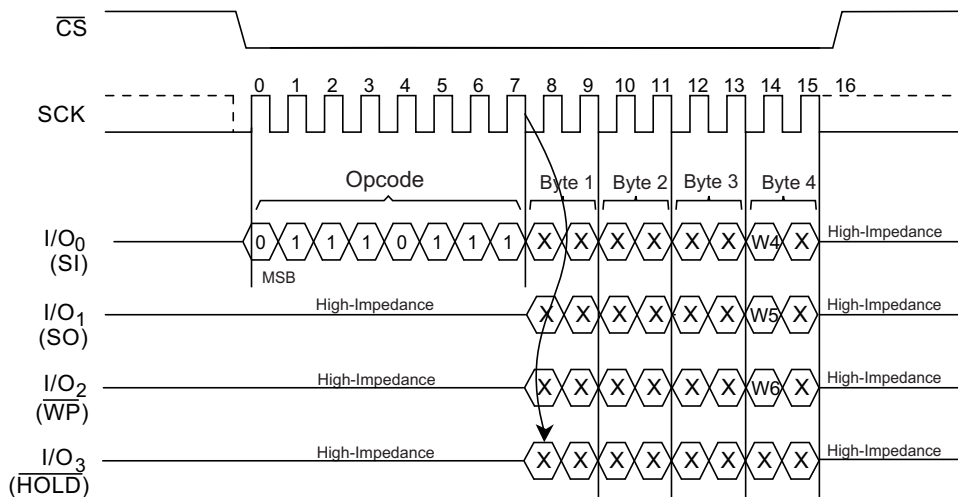 CS
SCK
0 1 2 3 4 5 6 7 8 9 10 11 12 13 14 15 16
Opcode Byte 1 Byte 2 Byte 3 Byte 4
I/O0 0 1 1 1 0 1 1 1 X X X X X X W4 X High-Impedance
(SI)
MSB
I/O1 High-Impedance X X X X X X W5 X High-Impedance
(SO)
I/O2 High-Impedance X X X X X X W6 X High-Impedance
(WP)
I/O3 High-Impedance X X X X X X X X High-Impedance
(HOLD)